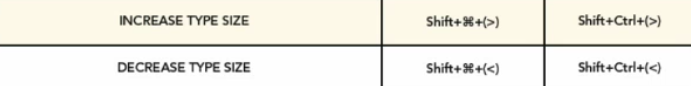 INCREASE TYPE SIZE Shift+⌘+(>) Shift+Ctrl+(>)
DECREASE TYPE SIZE Shift+⌘+(<) Shift+Ctrl+(<)